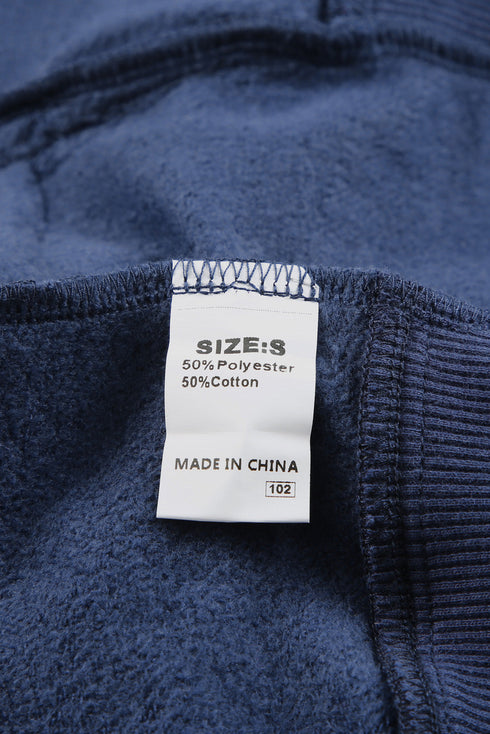 SIZE:S
50%Polyester
50%Cotton
MADE IN CHINA
102